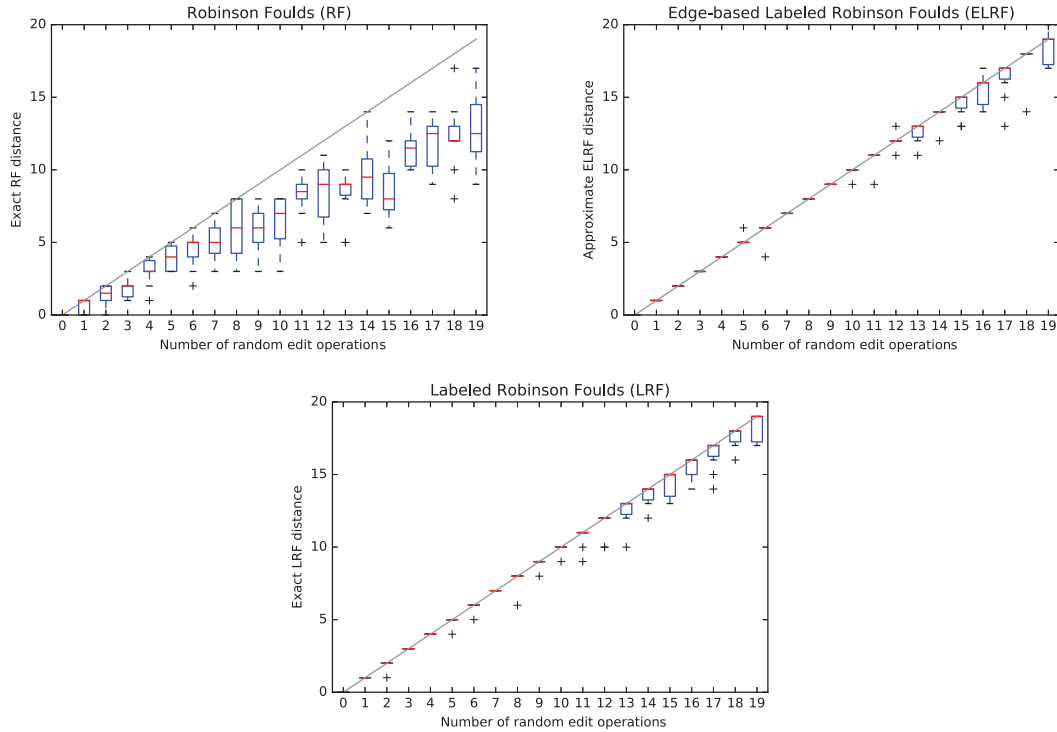 Robinson Foulds (RF)
20
15
10
5
0
Exact RF distance
0 1 2 3 4 5 6 7 8 9 10 11 12 13 14 15 16 17 18 19
Number of random edit operations
Edge-based Labeled Robinson Foulds (ELRF)
20
15
10
5
0
Approximate ELRF distance
0 1 2 3 4 5 6 7 8 9 10 11 12 13 14 15 16 17 18 19
Number of random edit operations
Labeled Robinson Foulds (LRF)
20
15
10
5
0
Exact LRF distance
0 1 2 3 4 5 6 7 8 9 10 11 12 13 14 15 16 17 18 19
Number of random edit operations